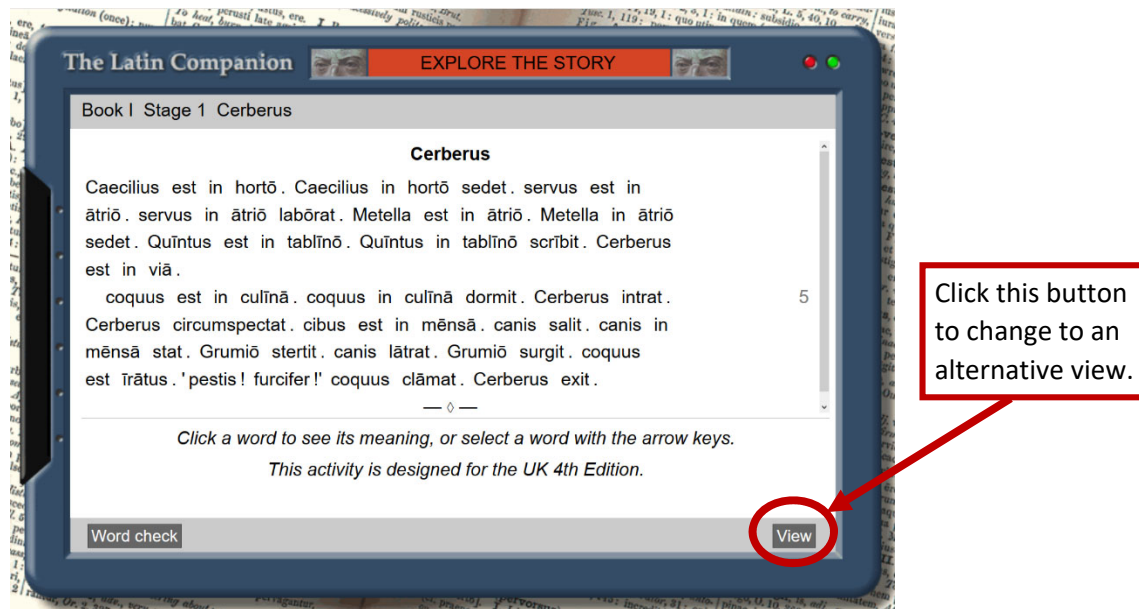 The Latin Companion
EXPLORE THE STORY
Book I Stage 1 Cerberus
Cerberus
Caecilius est in hortō. Caecilius in hortō sedet. servus est in
ātriō. servus in ātriō labōrat. Metella est in ātriō. Metella in ātriō
sedet. Quīntus est in tablīnō. Quīntus in tablīnō scrībit. Cerberus
est in viā.
coquus est in culīnā. coquus in culīnā dormit. Cerberus intrat. 5
Cerberus circumspectat. cibus est in mēnsā. canis salit. canis in
mēnsā stat. Grumiō stertit. canis lātrat. Grumiō surgit. coquus
est īrātus. 'pestis! furcifer!' coquus clāmat. Cerberus exit.
Click a word to see its meaning, or select a word with the arrow keys.
This activity is designed for the UK 4th Edition.
Word check
View
Click this button
to change to an
alternative view.